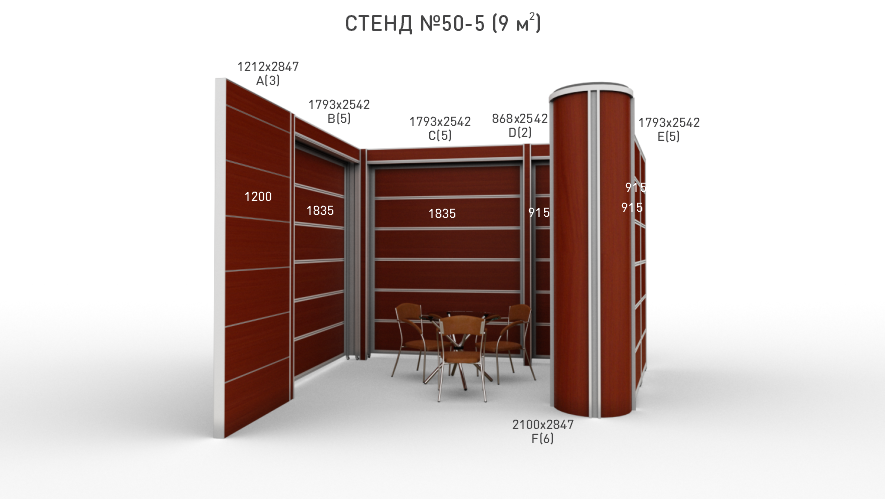 СТЕНД №50-5 (9 м²)
1212x2847
A(3)
1793x2542
B(5)
1793x2542
C(5)
868x2542
D(2)
1793x2542
E(5)
1200
1835
1835
915
915
915
2100x2847
F(6)